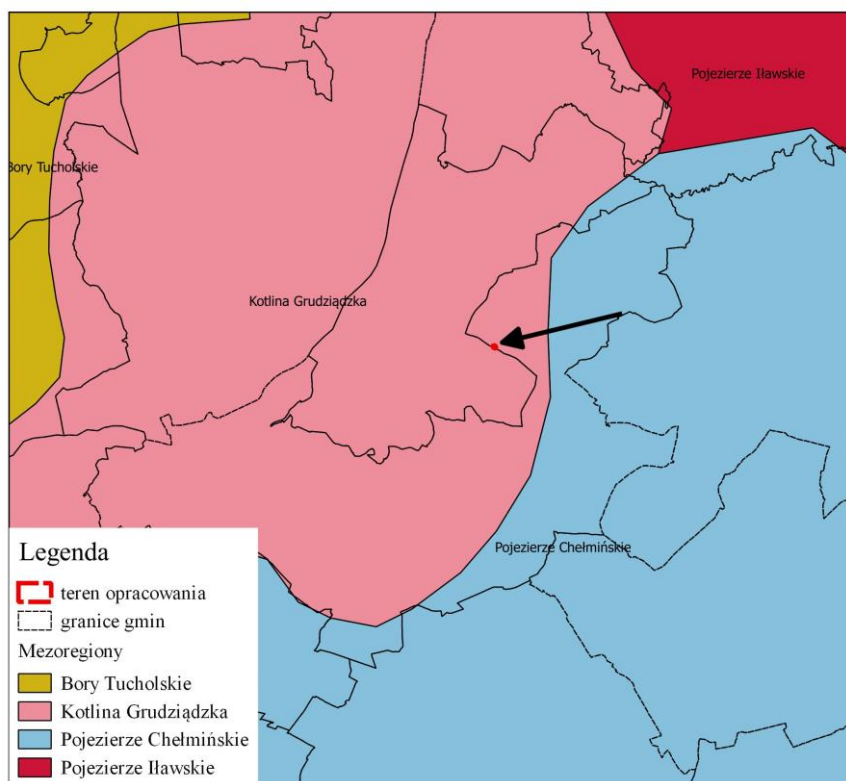 Pojezierze Iławskie
Bory Tucholskie
Kotlina Grudziądzka
Pojezierze Chełmińskie
Legenda
teren opracowania
granice gmin
Mezoregiony
Bory Tucholskie
Kotlina Grudziądzka
Pojezierze Chełmińskie
Pojezierze Iławskie